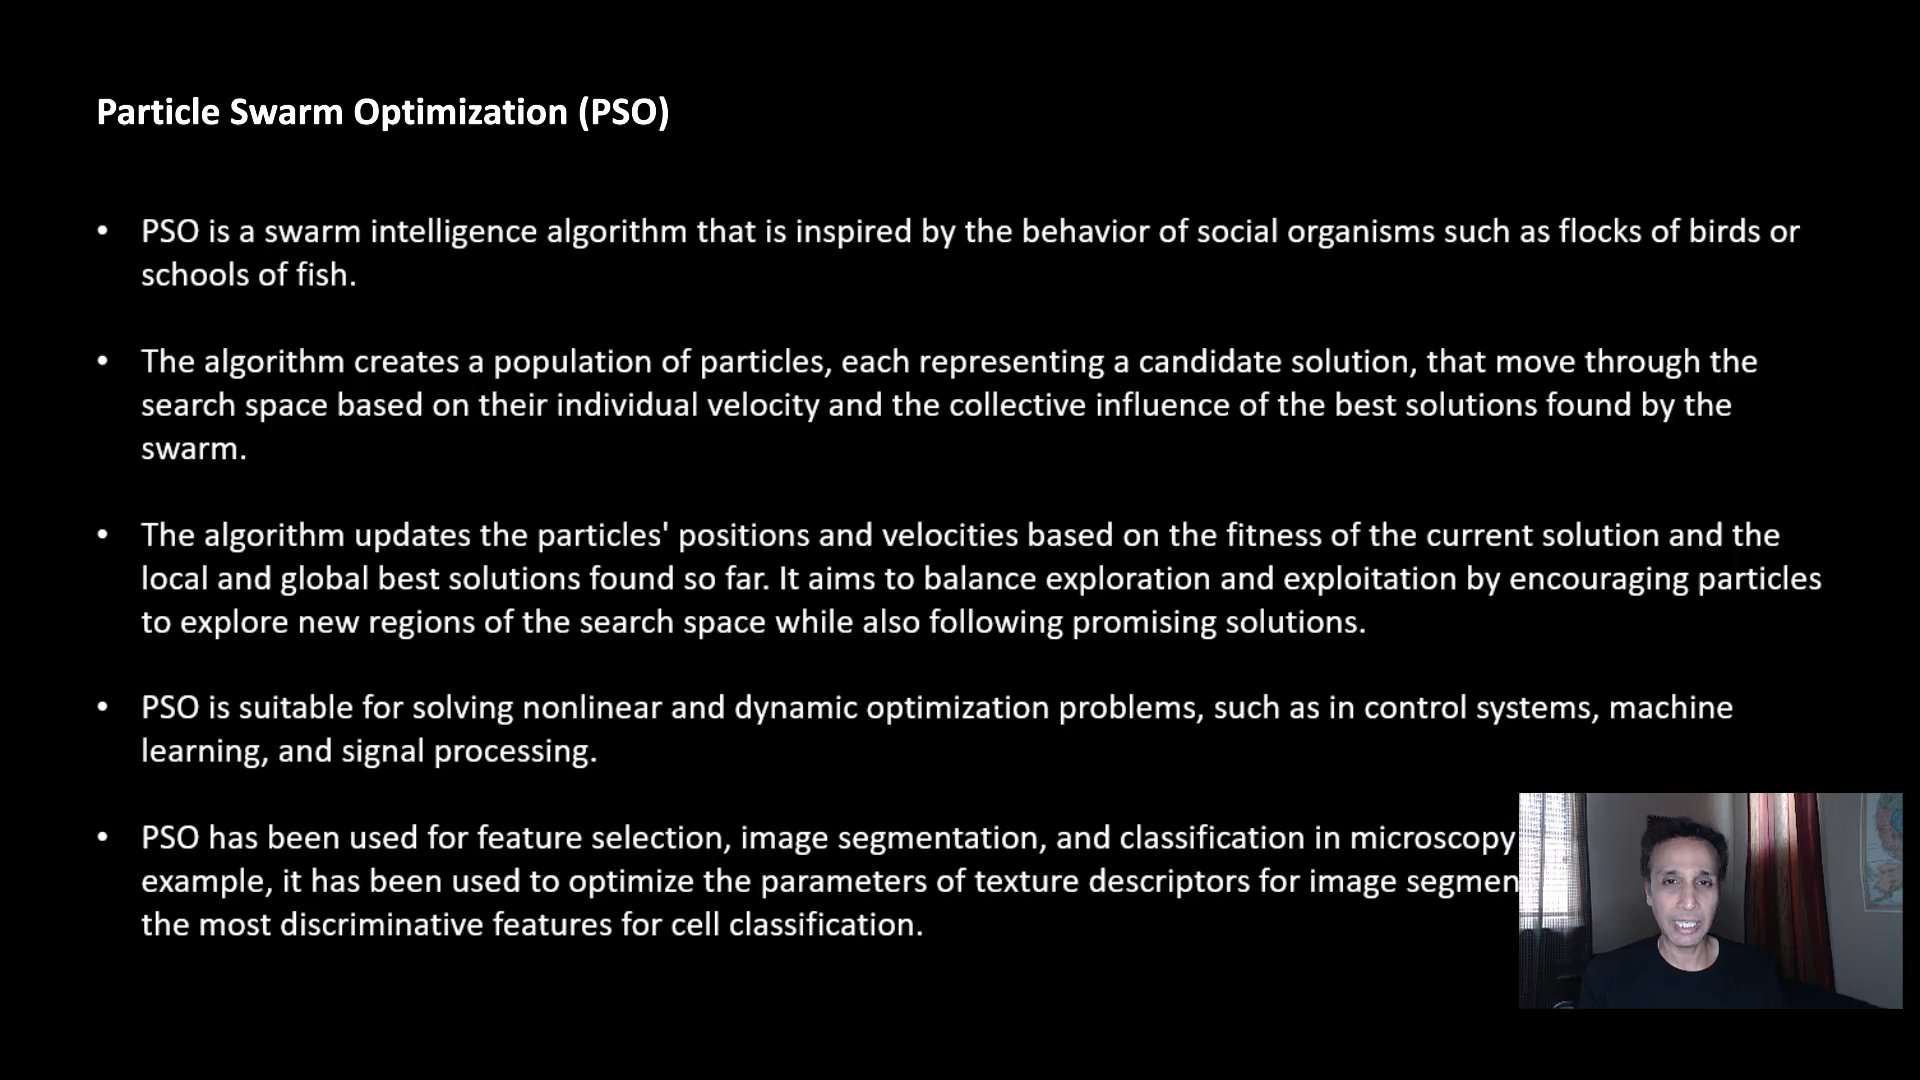 Particle Swarm Optimization (PSO)
• PSO is a swarm intelligence algorithm that is inspired by the behavior of social organisms such as flocks of birds or
schools of fish.
• The algorithm creates a population of particles, each representing a candidate solution, that move through the
search space based on their individual velocity and the collective influence of the best solutions found by the
swarm.
• The algorithm updates the particles' positions and velocities based on the fitness of the current solution and the
local and global best solutions found so far. It aims to balance exploration and exploitation by encouraging particles
to explore new regions of the search space while also following promising solutions.
• PSO is suitable for solving nonlinear and dynamic optimization problems, such as in control systems, machine
learning, and signal processing.
• PSO has been used for feature selection, image segmentation, and classification in microscopy
example, it has been used to optimize the parameters of texture descriptors for image segmen
the most discriminative features for cell classification.